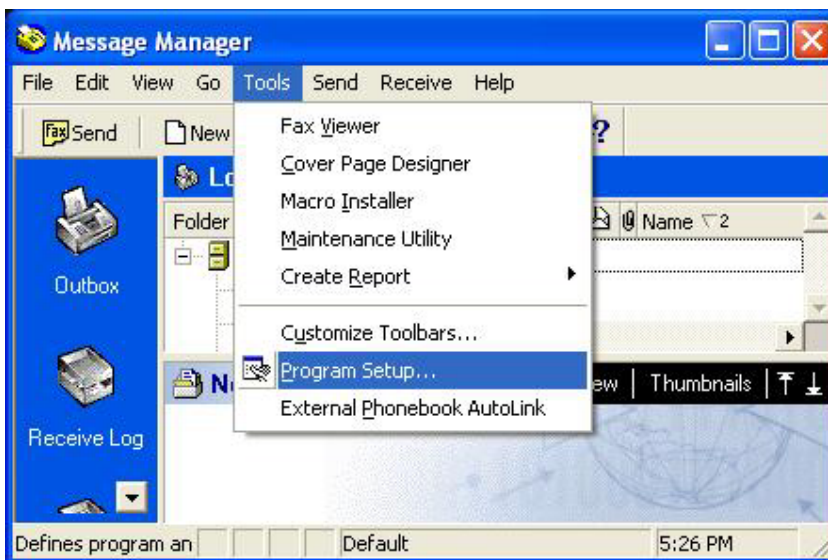 Message Manager
File Edit View Go Tools Send Receive Help
Fax Send New ?
Fax Viewer
Cover Page Designer
Macro Installer
Maintenance Utility
Create Report
Customize Toolbars...
Program Setup...
External Phonebook AutoLink
Folder Name 2
Outbox
Receive Log
Thumbnails
Defines program an Default 5:26 PM